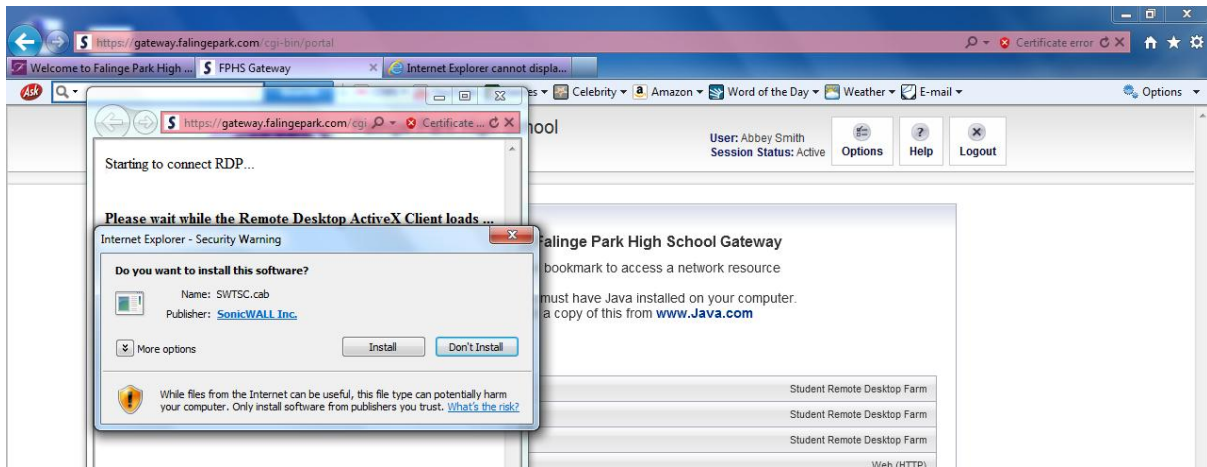 https://gateway.falingepark.com/cgi-bin/portal
Certificate error
Welcome to Falinge Park High ...
FPHS Gateway
Internet Explorer cannot displa...
Ask
Celebrity
Amazon
Word of the Day
Weather
E-mail
Options
https://gateway.falingepark.com/cgi
Certificate ...
Starting to connect RDP...
Please wait while the Remote Desktop ActiveX Client loads ...
User: Abbey Smith
Session Status: Active
Options
Help
Logout
Internet Explorer - Security Warning
Do you want to install this software?
Name: SWTSC.cab
Publisher: SonicWALL Inc.
More options
Install
Don't Install
While files from the Internet can be useful, this file type can potentially harm
your computer. Only install software from publishers you trust. What's the risk?
Falinge Park High School Gateway
bookmark to access a network resource
must have Java installed on your computer.
a copy of this from www.Java.com
Student Remote Desktop Farm
Student Remote Desktop Farm
Student Remote Desktop Farm
Web (HTTP)